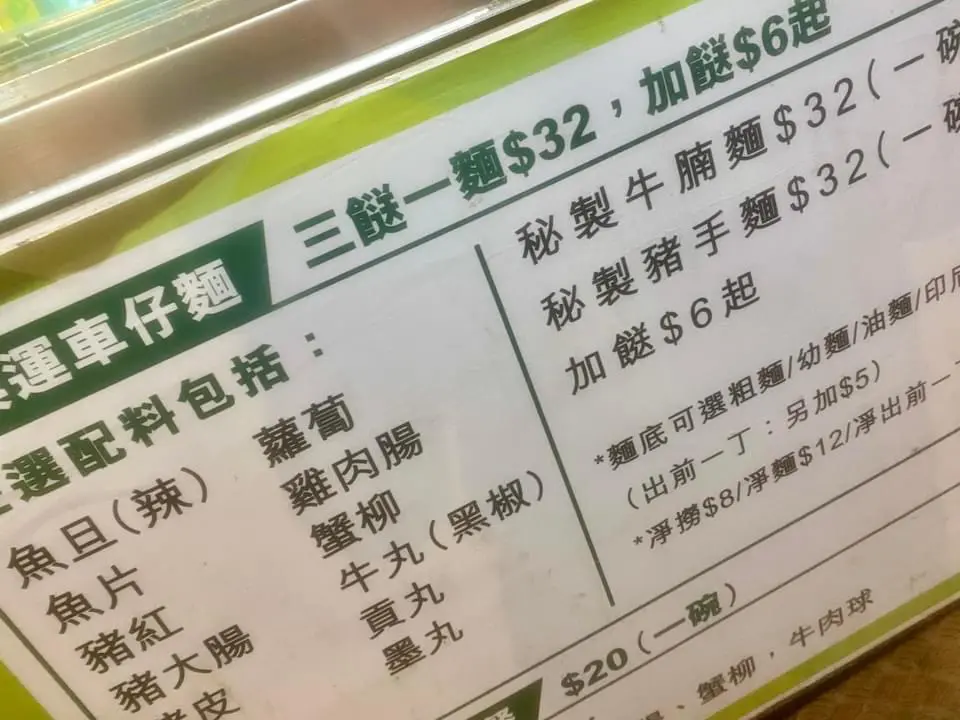 三餸一麵$32，加餸$6起
運車仔麵
選配料包括：
魚旦(辣)
魚片
豬紅
豬大腸
皮
蘿蔔
雞肉腸
蟹柳
牛丸(黑椒)
貢丸
墨丸
秘製牛腩麵$32(一碗
秘製豬手麵$32(一碗
加餸$6起
*麵底可選粗麵/幼麵/油麵/印尼
(出前一丁：另加$5)
*淨撈$8/淨麵$12/淨出前一
$20(一碗)
、蟹柳，牛肉球